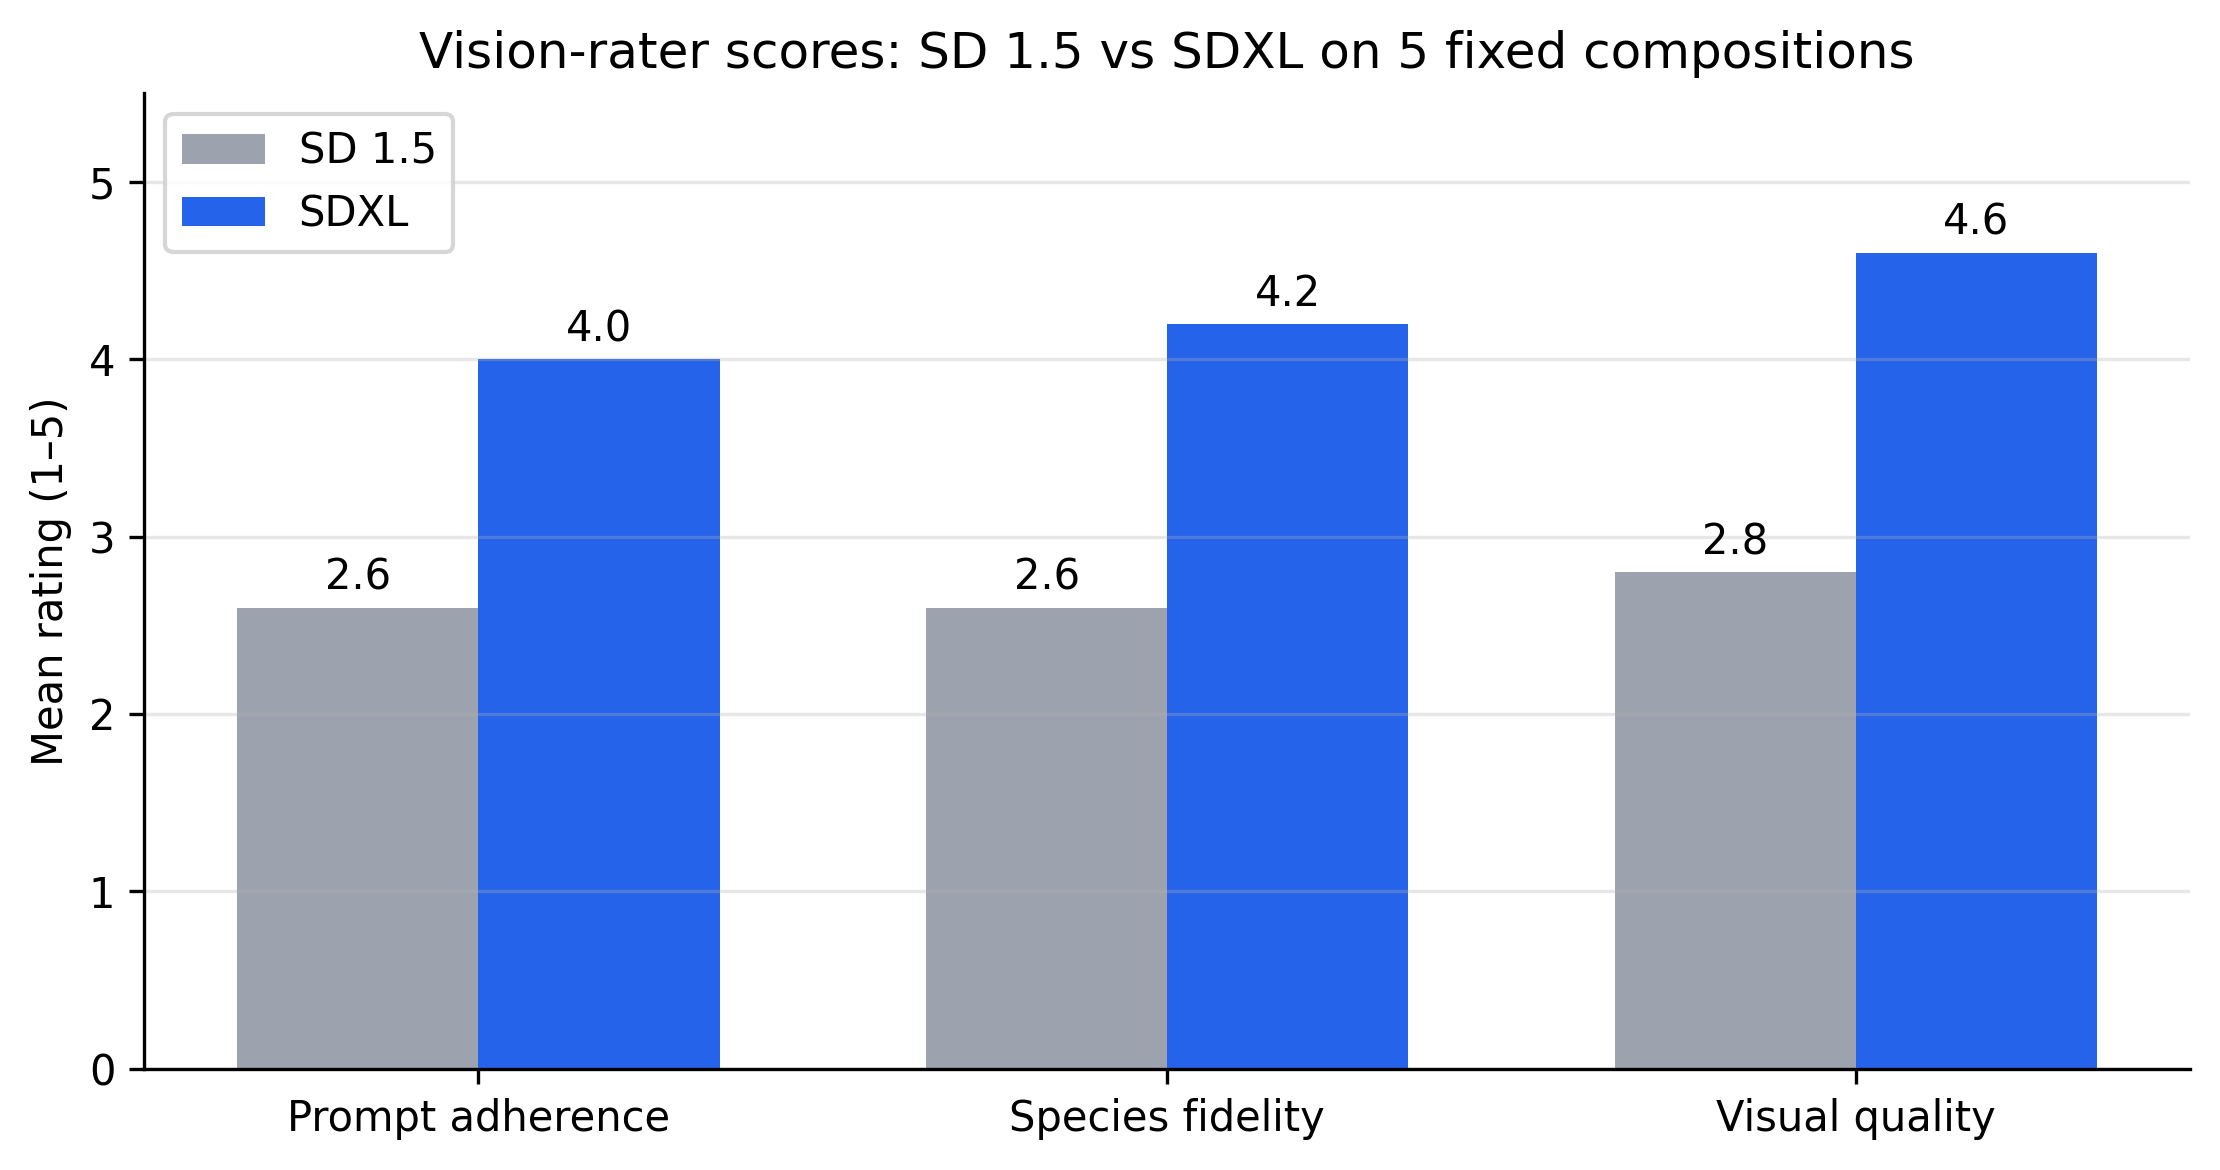 Vision-rater scores: SD 1.5 vs SDXL on 5 fixed compositions
SD 1.5
SDXL
Mean rating (1–5)
5
4
3
2
1
0
2.6
4.0
2.6
4.2
2.8
4.6
Prompt adherence
Species fidelity
Visual quality